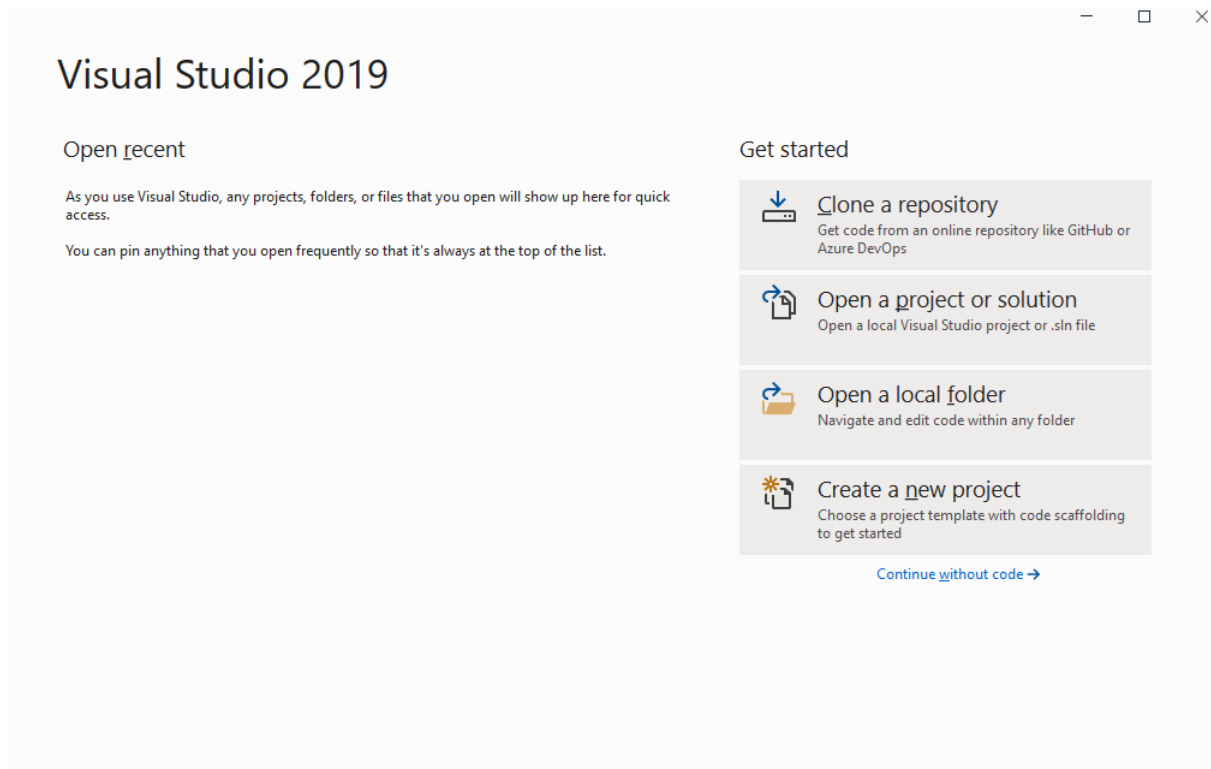 Visual Studio 2019
Open recent
As you use Visual Studio, any projects, folders, or files that you open will show up here for quick
access.
You can pin anything that you open frequently so that it's always at the top of the list.
Get started
Clone a repository
Get code from an online repository like GitHub or
Azure DevOps
Open a project or solution
Open a local Visual Studio project or .sln file
Open a local folder
Navigate and edit code within any folder
Create a new project
Choose a project template with code scaffolding
to get started
Continue without code →